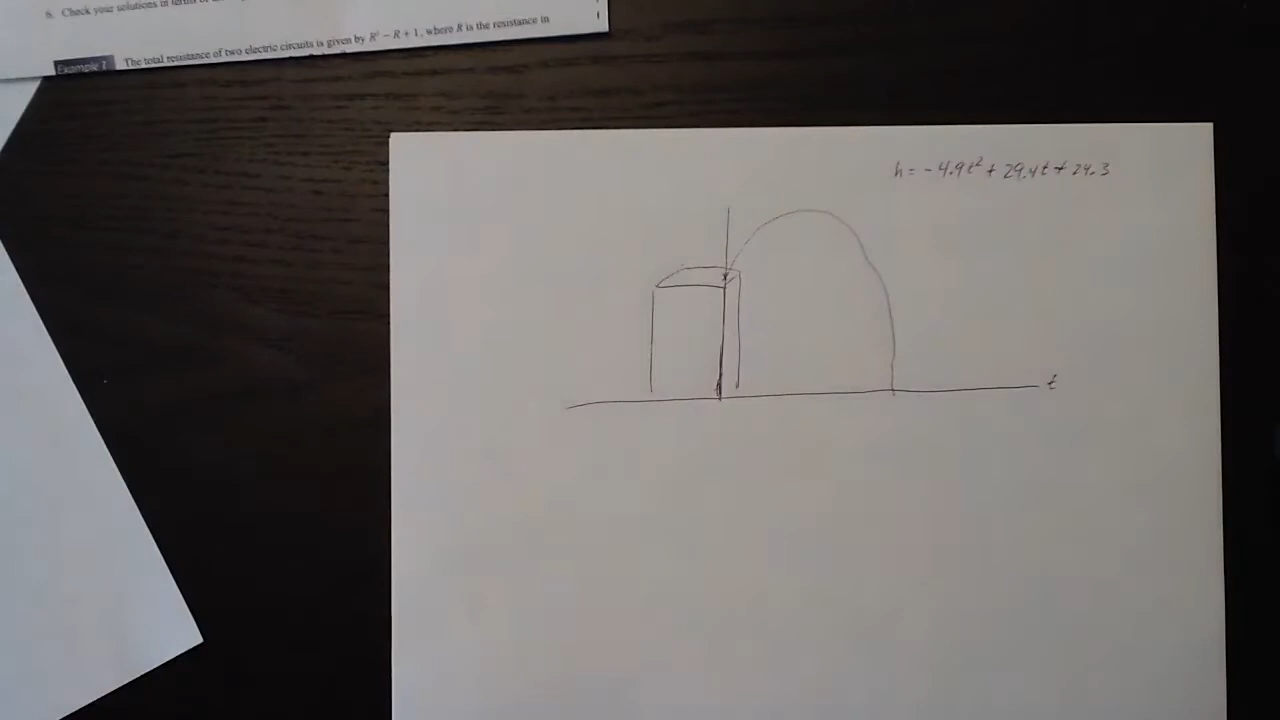 6. Check your solutions in terms of
Example 1 The total resistance of two electric circuits is given by R² − R + 1, where R is the resistance in
h = -4.9t² + 29.4t + 24.3
t